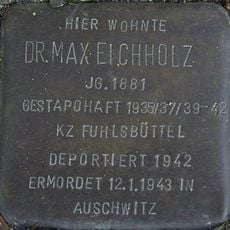 HIER WOHNTE
DR. MAX EICHHOLZ
JG. 1881
GESTAPOHAFT 1935/37/39-42
KZ FUHLSBÜTTEL
DEPORTIERT 1942
ERMORDET 12.1.1943 IN
AUSCHWITZ